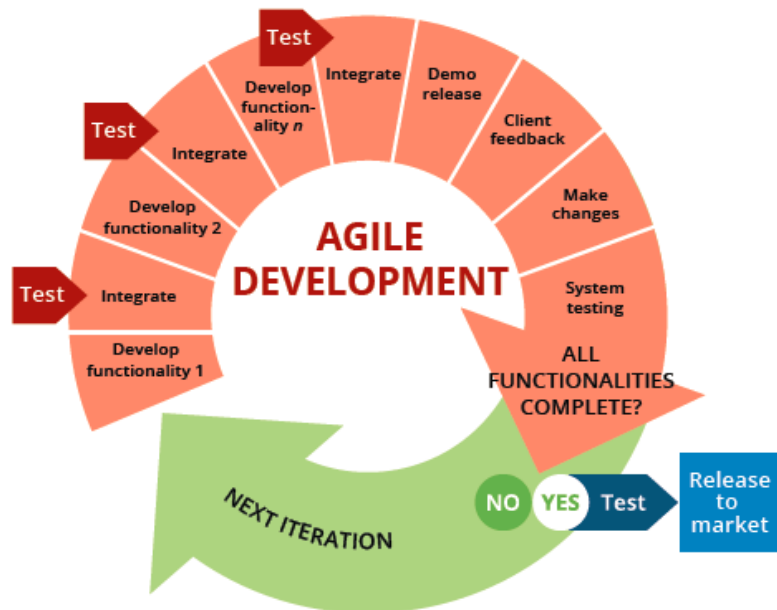 AGILE
DEVELOPMENT
Develop
functionality 1
Test
Integrate
Develop
functionality 2
Test
Integrate
Develop
function-
ality n
Test
Integrate
Demo
release
Client
feedback
Make
changes
System
testing
ALL
FUNCTIONALITIES
COMPLETE?
NO
YES
Test
Release
to
market
NEXT ITERATION